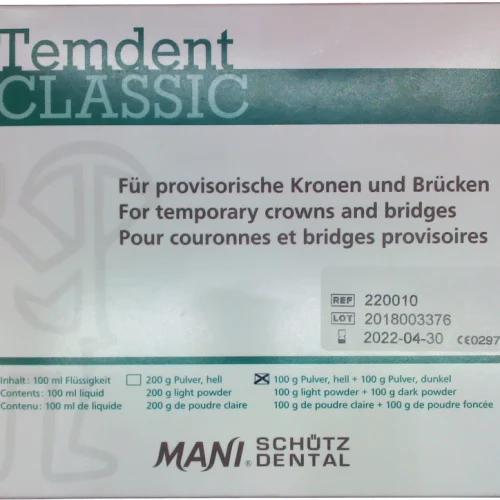 Temdent
CLASSIC
Für provisorische Kronen und Brücken
For temporary crowns and bridges
Pour couronnes et bridges provisoires
REF 220010
LOT 2018003376
2022-04-30 CE0297
Inhalt: 100 ml Flüssigkeit 200 g Pulver, hell 100 g Pulver, hell + 100 g Pulver, dunkel
Contents: 100 ml liquid 200 g light powder 100 g light powder + 100 g dark powder
Contenu: 100 ml de liquide 200 g de poudre claire 100 g de poudre claire + 100 g de poudre foncée
MANI® SCHÜTZ
DENTAL